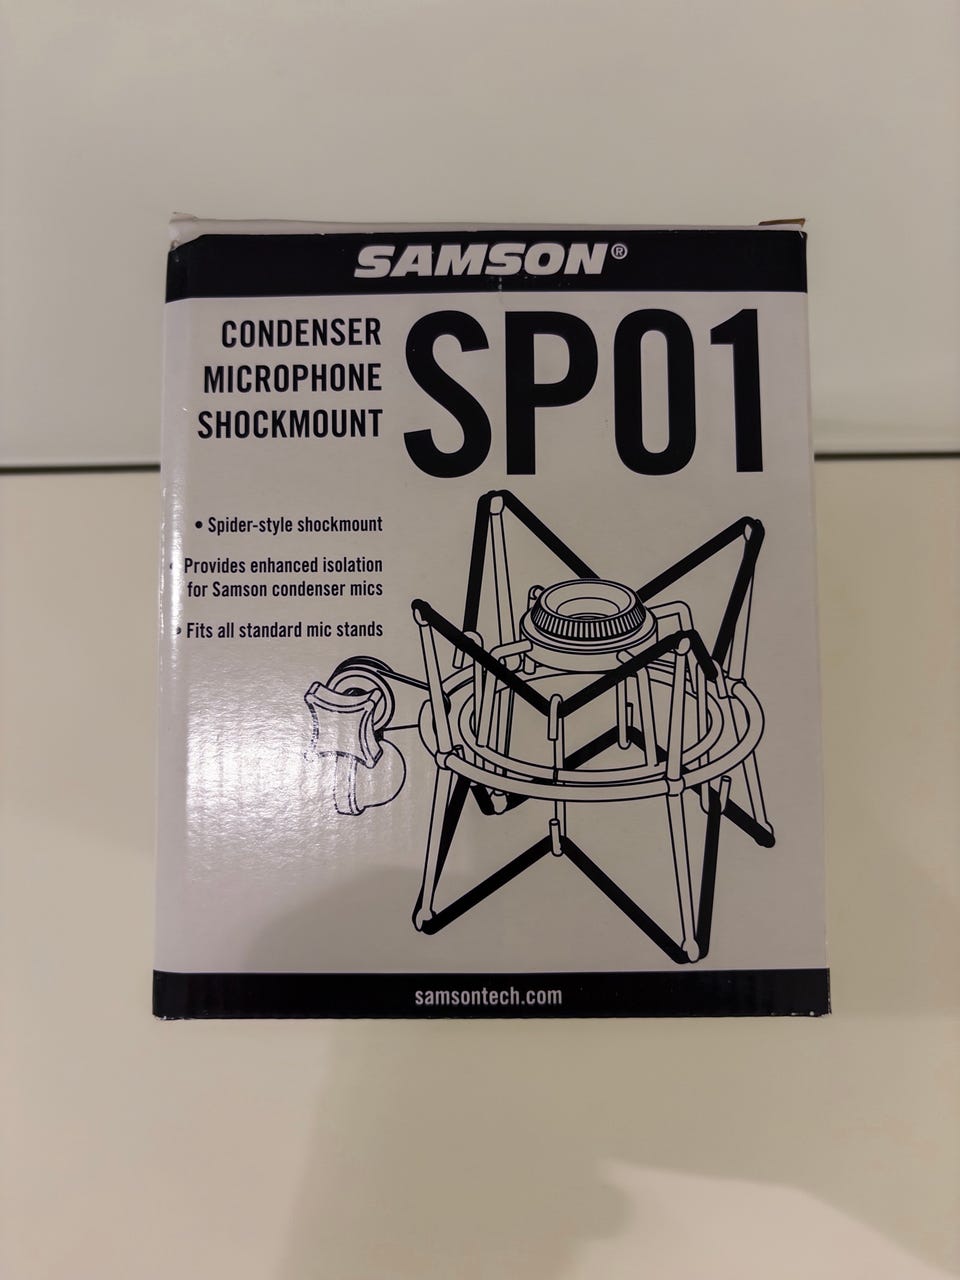 SAMSON®
CONDENSER
MICROPHONE
SHOCKMOUNT
SP01
• Spider-style shockmount
• Provides enhanced isolation
for Samson condenser mics
• Fits all standard mic stands
samsontech.com